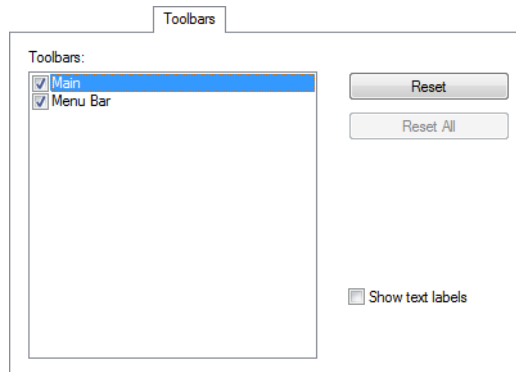 Toolbars
Toolbars:
Main
Menu Bar
Reset
Reset All
Show text labels